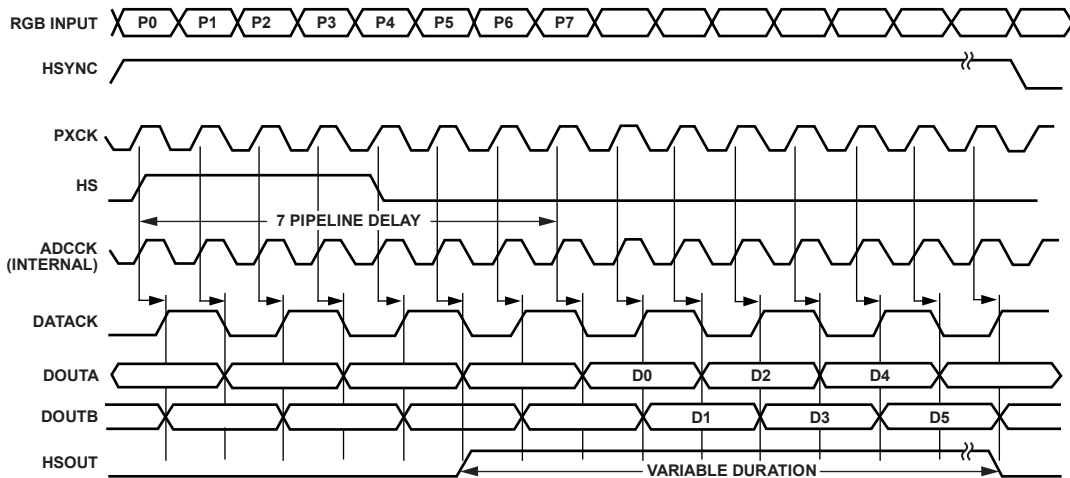 RGB INPUT P0 P1 P2 P3 P4 P5 P6 P7
HSYNC
PXCK
HS
7 PIPELINE DELAY
ADCCK
(INTERNAL)
DATACK
DOUTA D0 D2 D4
DOUTB D1 D3 D5
HSOUT VARIABLE DURATION